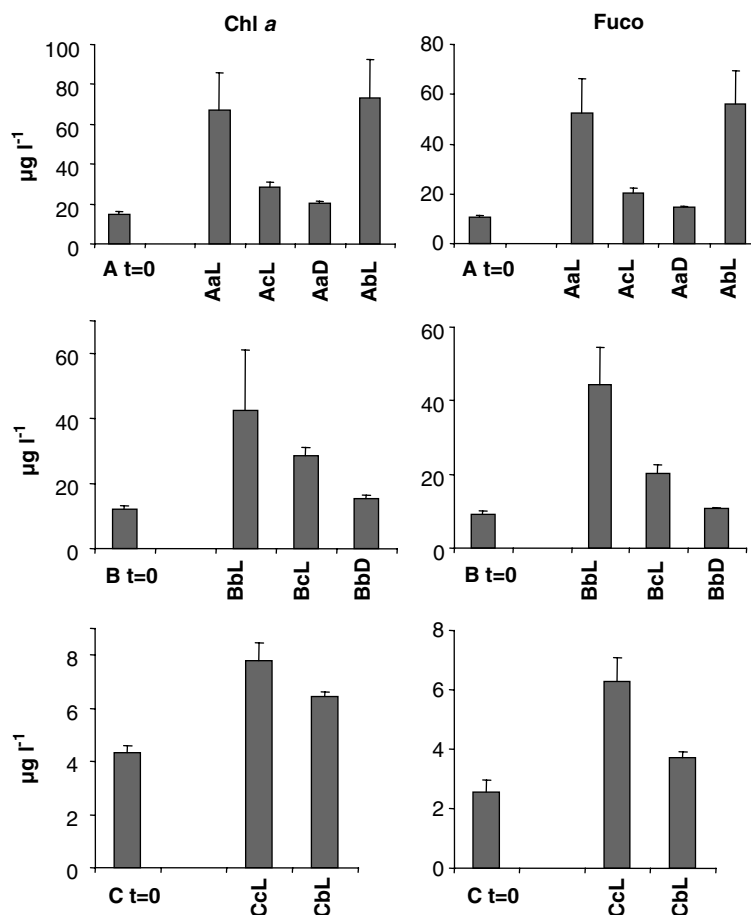 Chl a
Fuco
µg l⁻¹
100
80
60
40
20
0
A t=0
AaL
AcL
AaD
AbL
80
60
40
20
0
A t=0
AaL
AcL
AaD
AbL
µg l⁻¹
60
40
20
0
B t=0
BbL
BcL
BbD
60
40
20
0
B t=0
BbL
BcL
BbD
µg l⁻¹
8
6
4
2
0
C t=0
CcL
CbL
8
6
4
2
0
C t=0
CcL
CbL